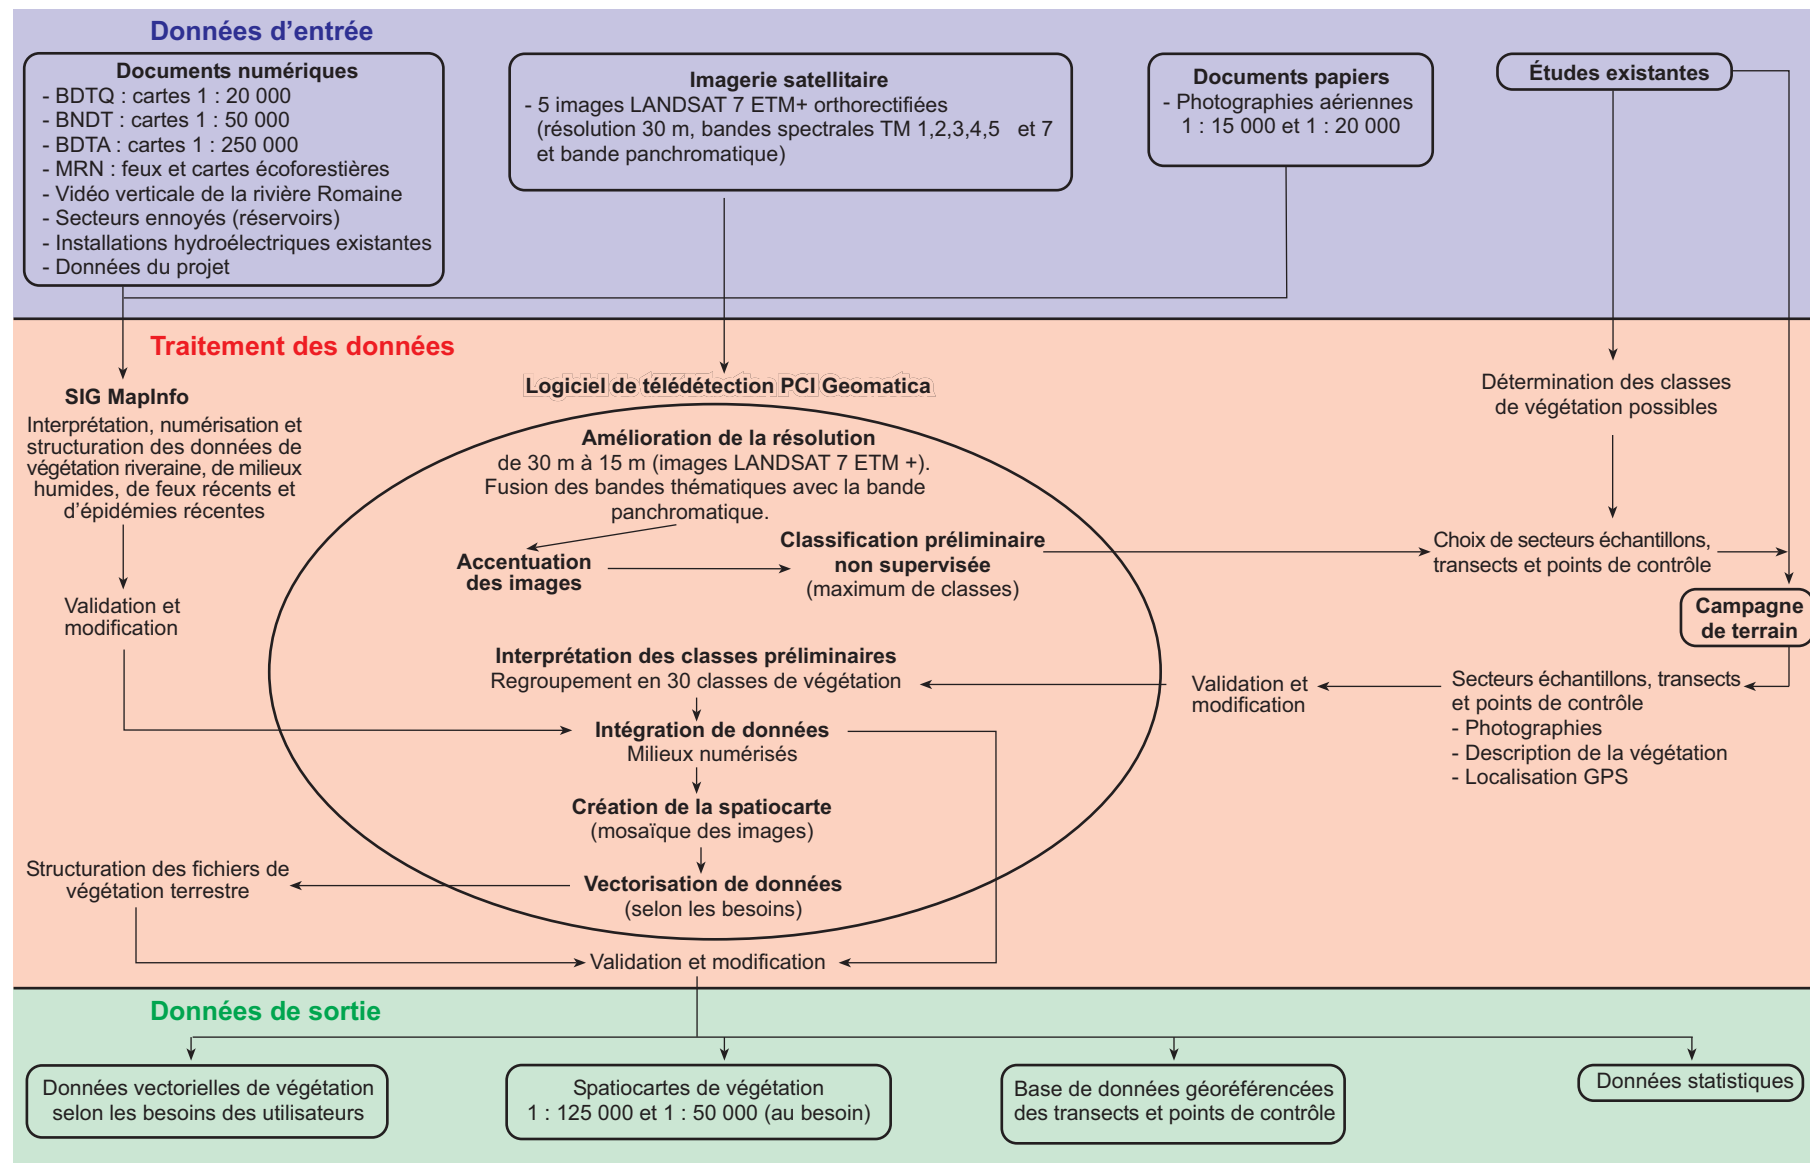 Données d'entrée
Documents numériques
- BDTQ : cartes 1 : 20 000
- BNDT : cartes 1 : 50 000
- BDTA : cartes 1 : 250 000
- MRN : feux et cartes écoforestières
- Vidéo verticale de la rivière Romaine
- Secteurs ennoyés (réservoirs)
- Installations hydroélectriques existantes
- Données du projet
Imagerie satellitaire
- 5 images LANDSAT 7 ETM+ orthorectifiées
(résolution 30 m, bandes spectrales TM 1,2,3,4,5 et 7
et bande panchromatique)
Documents papiers
- Photographies aériennes
1 : 15 000 et 1 : 20 000
Études existantes
Traitement des données
SIG MapInfo
Interprétation, numérisation et
structuration des données de
végétation riveraine, de milieux
humides, de feux récents et
d'épidémies récentes
Validation et
modification
Logiciel de télédétection PCI Geomatica
Amélioration de la résolution
de 30 m à 15 m (images LANDSAT 7 ETM +).
Fusion des bandes thématiques avec la bande
panchromatique.
Accentuation
des images
Classification préliminaire
non supervisée
(maximum de classes)
Détermination des classes
de végétation possibles
Choix de secteurs échantillons,
transects et points de contrôle
Campagne
de terrain
Secteurs échantillons, transects
et points de contrôle
- Photographies
- Description de la végétation
- Localisation GPS
Validation et
modification
Interprétation des classes préliminaires
Regroupement en 30 classes de végétation
Intégration de données
Milieux numérisés
Création de la spatiocarte
(mosaïque des images)
Vectorisation de données
(selon les besoins)
Structuration des fichiers de
végétation terrestre
Validation et modification
Données de sortie
Données vectorielles de végétation
selon les besoins des utilisateurs
Spatiocartes de végétation
1 : 125 000 et 1 : 50 000 (au besoin)
Base de données géoréférencées
des transects et points de contrôle
Données statistiques